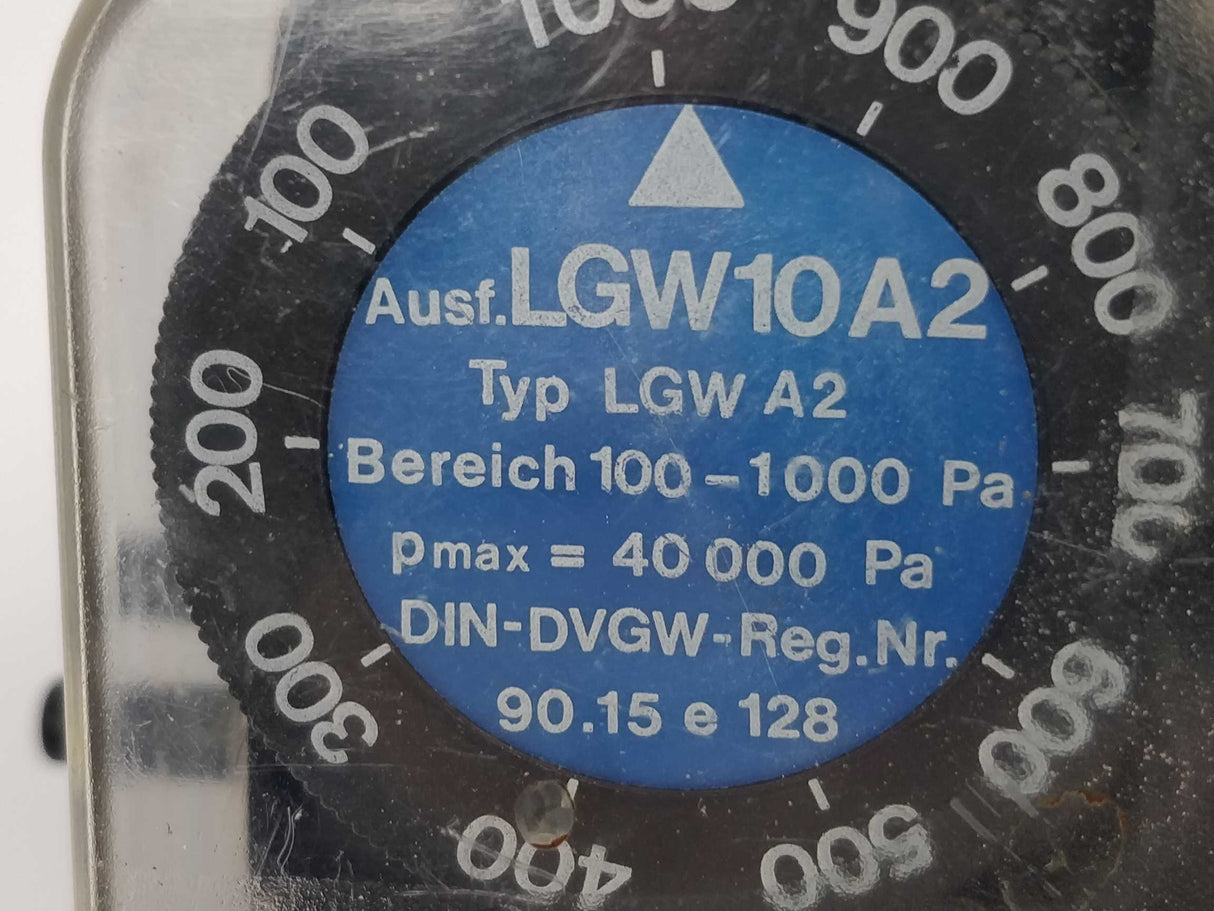 1000
900
800
700
600
500
400
300
200
100
Ausf. LGW 10 A2
Typ LGW A2
Bereich 100 – 1000 Pa
pmax = 40 000 Pa
DIN-DVGW-Reg.Nr.
90.15 e 128